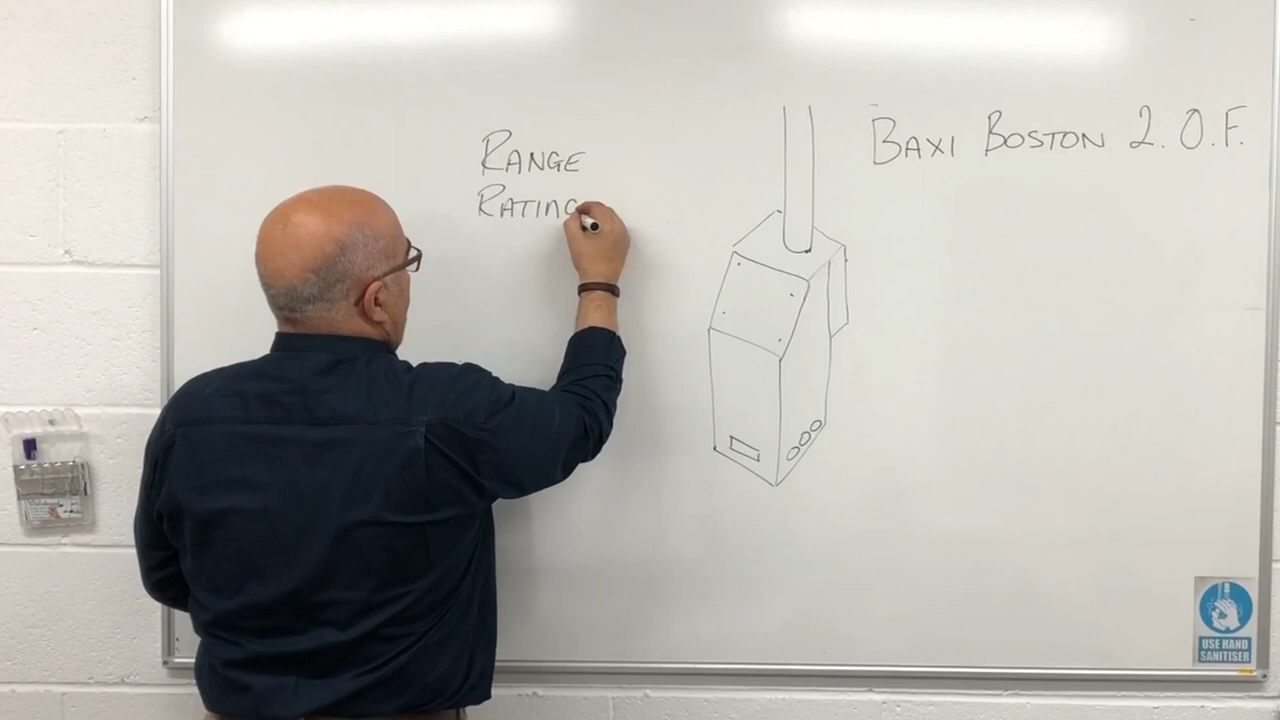 RANGE
RATING
BAXI BOSTON 2. O.F.
USE HAND
SANITISER